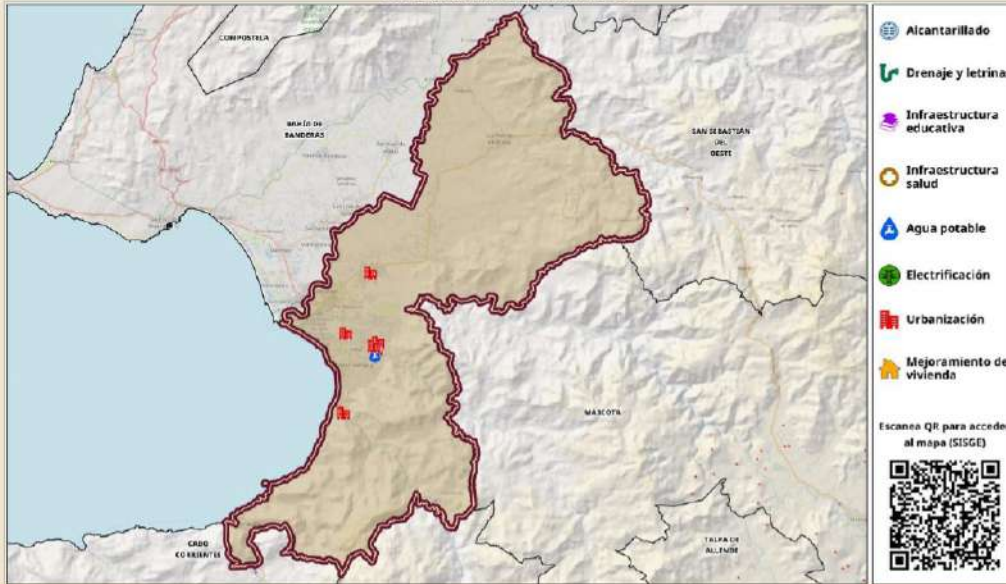 COMPOSTELA
BAHÍA DE
BANDERAS
SAN SEBASTIÁN
DEL
OESTE
MASCOTA
CABO
CORRIENTES
TALPA DE
ALLENDE
Alcantarillado
Drenaje y letrina
Infraestructura
educativa
Infraestructura
salud
Agua potable
Electrificación
Urbanización
Mejoramiento de
vivienda
Escanea QR para accede
al mapa (SISGE)